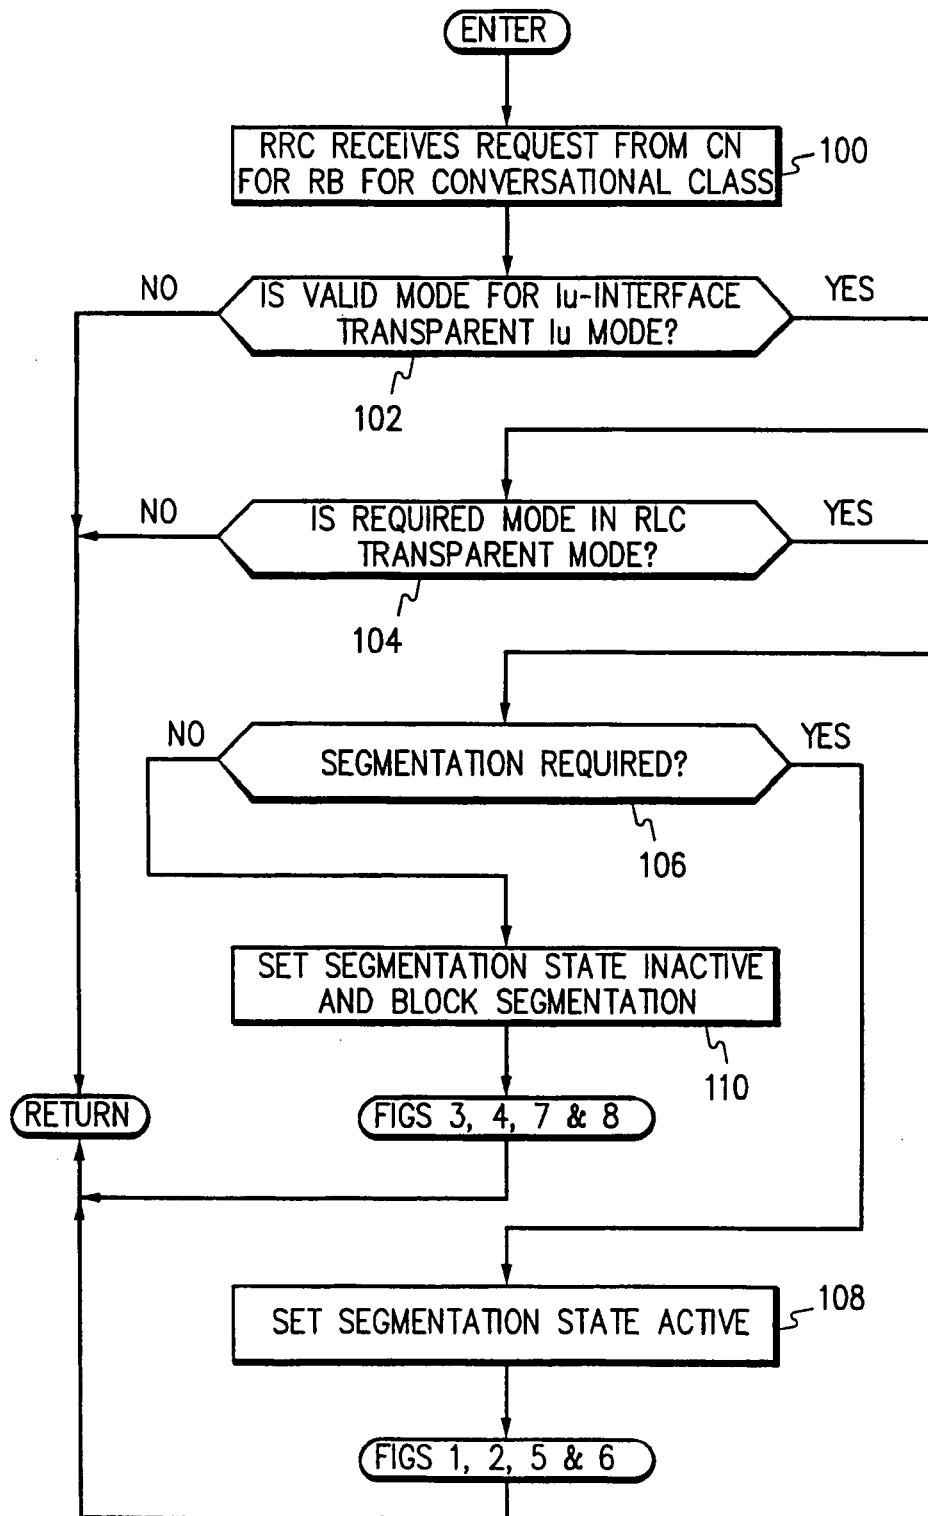 ENTER
RRC RECEIVES REQUEST FROM CN
FOR RB FOR CONVERSATIONAL CLASS
100
NO
IS VALID MODE FOR Iu-INTERFACE
TRANSPARENT Iu MODE?
YES
102
NO
IS REQUIRED MODE IN RLC
TRANSPARENT MODE?
YES
104
NO
SEGMENTATION REQUIRED?
YES
106
SET SEGMENTATION STATE INACTIVE
AND BLOCK SEGMENTATION
110
RETURN
FIGS 3, 4, 7 & 8
SET SEGMENTATION STATE ACTIVE
108
FIGS 1, 2, 5 & 6